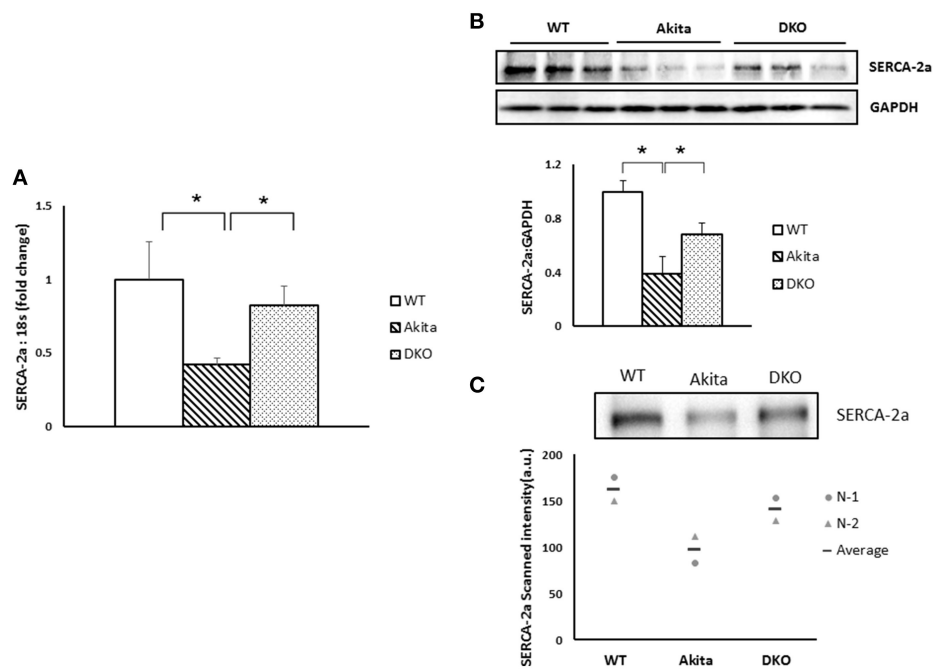 A
SERCA-2a : 18s (fold change)
1.5
1
0.5
0
*
*
WT
Akita
DKO
B
WT Akita DKO
SERCA-2a
GAPDH
SERCA-2a:GAPDH
1.2
0.8
0.4
0
*
*
WT
Akita
DKO
C
WT Akita DKO
SERCA-2a
SERCA-2a Scanned intensity(a.u.)
200
150
100
50
0
N-1
N-2
Average
WT Akita DKO